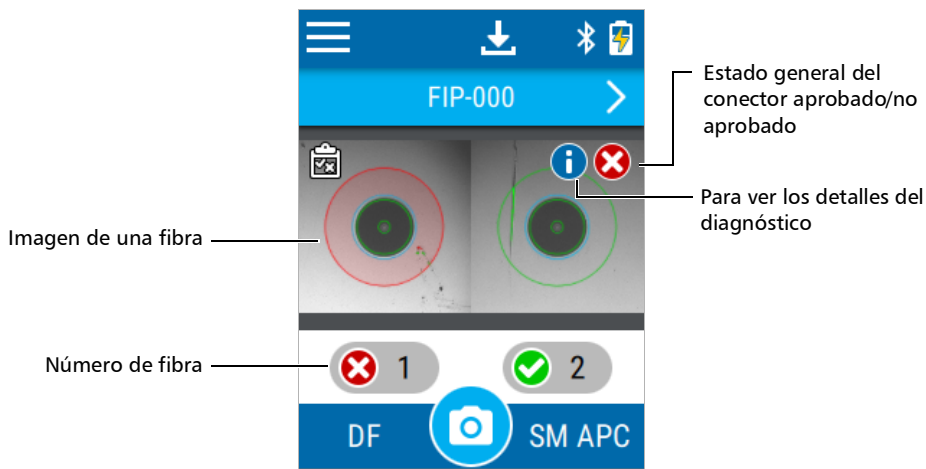 FIP-000
Estado general del
conector aprobado/no
aprobado
Para ver los detalles del
diagnóstico
Imagen de una fibra
Número de fibra
1
2
DF
SM APC